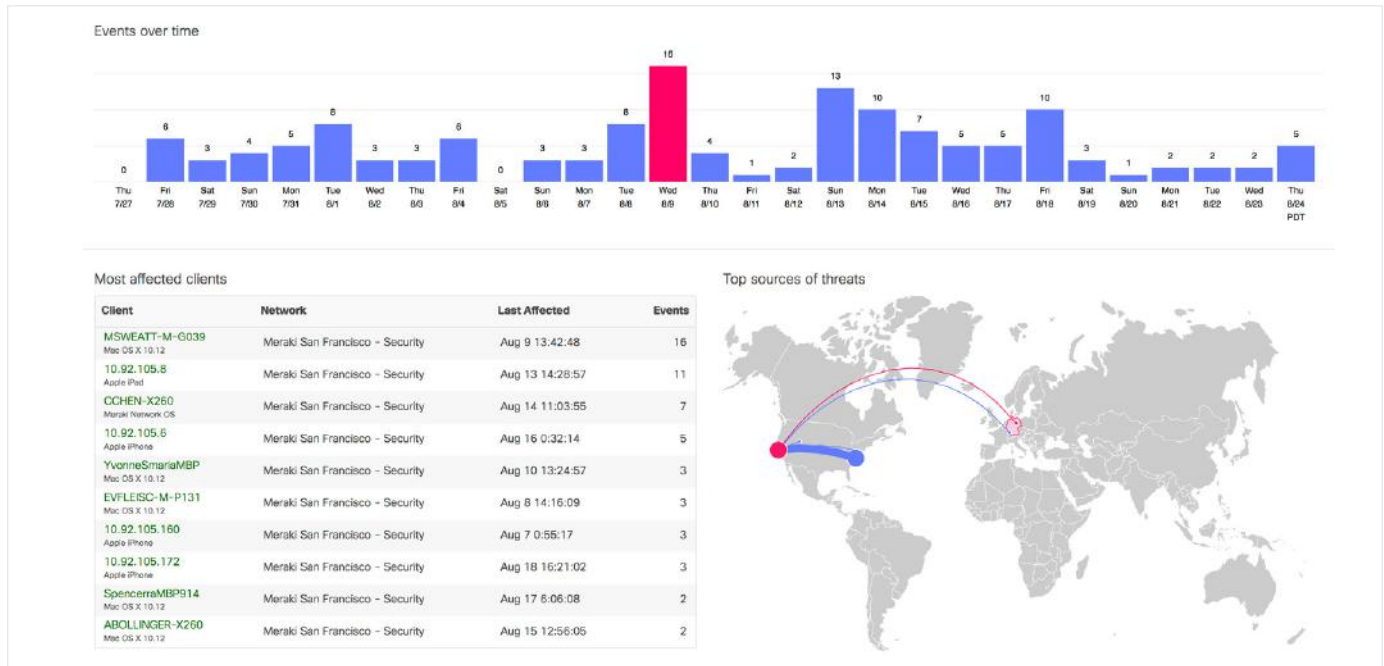 Events over time
16
13
10 10
8 8
7
6 6
5 5 5 5
4 4
3 3 3 3 3 3
2 2 2 2
1 1
0 0
Thu Fri Sat Sun Mon Tue Wed Thu Fri Sat Sun Mon Tue Wed Thu Fri Sat Sun Mon Tue Wed Thu Fri Sat Sun Mon Tue Wed Thu
7/27 7/28 7/29 7/30 7/31 8/1 8/2 8/3 8/4 8/5 8/6 8/7 8/8 8/9 8/10 8/11 8/12 8/13 8/14 8/15 8/16 8/17 8/18 8/19 8/20 8/21 8/22 8/23 8/24
PDT
Most affected clients
Client Network Last Affected Events
MSWEATT-M-G039 Meraki San Francisco - Security Aug 9 13:42:48 16
Mac OS X 10.12
10.92.105.8 Meraki San Francisco - Security Aug 13 14:28:57 11
Apple iPad
CCHEN-X260 Meraki San Francisco - Security Aug 14 11:03:55 7
Meraki Network OS
10.92.105.6 Meraki San Francisco - Security Aug 16 0:32:14 5
Apple iPhone
YvonneSmariaMBP Meraki San Francisco - Security Aug 10 13:24:57 3
Mac OS X 10.12
EVFLEISC-M-P131 Meraki San Francisco - Security Aug 8 14:16:09 3
Mac OS X 10.12
10.92.105.160 Meraki San Francisco - Security Aug 7 0:55:17 3
Apple iPhone
10.92.105.172 Meraki San Francisco - Security Aug 18 16:21:02 3
Apple iPhone
SpencerraMBP914 Meraki San Francisco - Security Aug 17 6:06:08 2
Mac OS X 10.12
ABOLLINGER-X260 Meraki San Francisco - Security Aug 15 12:56:05 2
Mac OS X 10.12
Top sources of threats